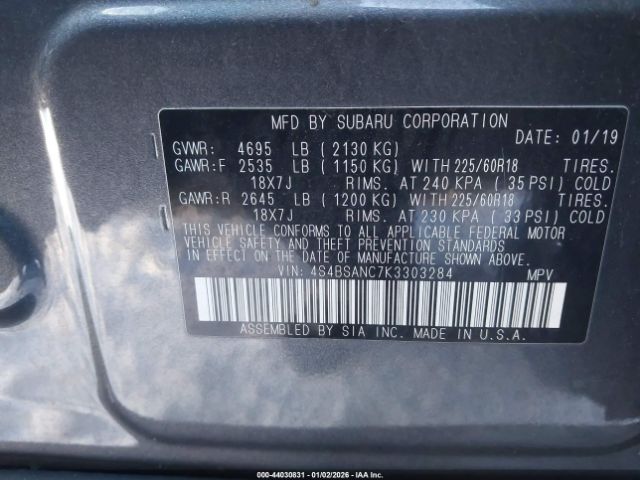 MFD BY SUBARU CORPORATION
DATE: 01/19
GVWR: 4695 LB (2130 KG)
GAWR:F 2535 LB (1150 KG) WITH 225/60R18 TIRES.
18X7J RIMS. AT 240 KPA (35 PSI) COLD
GAWR:R 2645 LB (1200 KG) WITH 225/60R18 TIRES.
18X7J RIMS. AT 230 KPA (33 PSI) COLD
THIS VEHICLE CONFORMS TO ALL APPLICABLE FEDERAL MOTOR
VEHICLE SAFETY AND THEFT PREVENTION STANDARDS
IN EFFECT ON THE DATE OF MANUFACTURE SHOWN ABOVE.
VIN: 4S4BSANC7K3303284 MPV
ASSEMBLED BY SIA INC. MADE IN U.S.A.
000-44030831 - 01/02/2026 - COPYRIGHT IAA, LLC